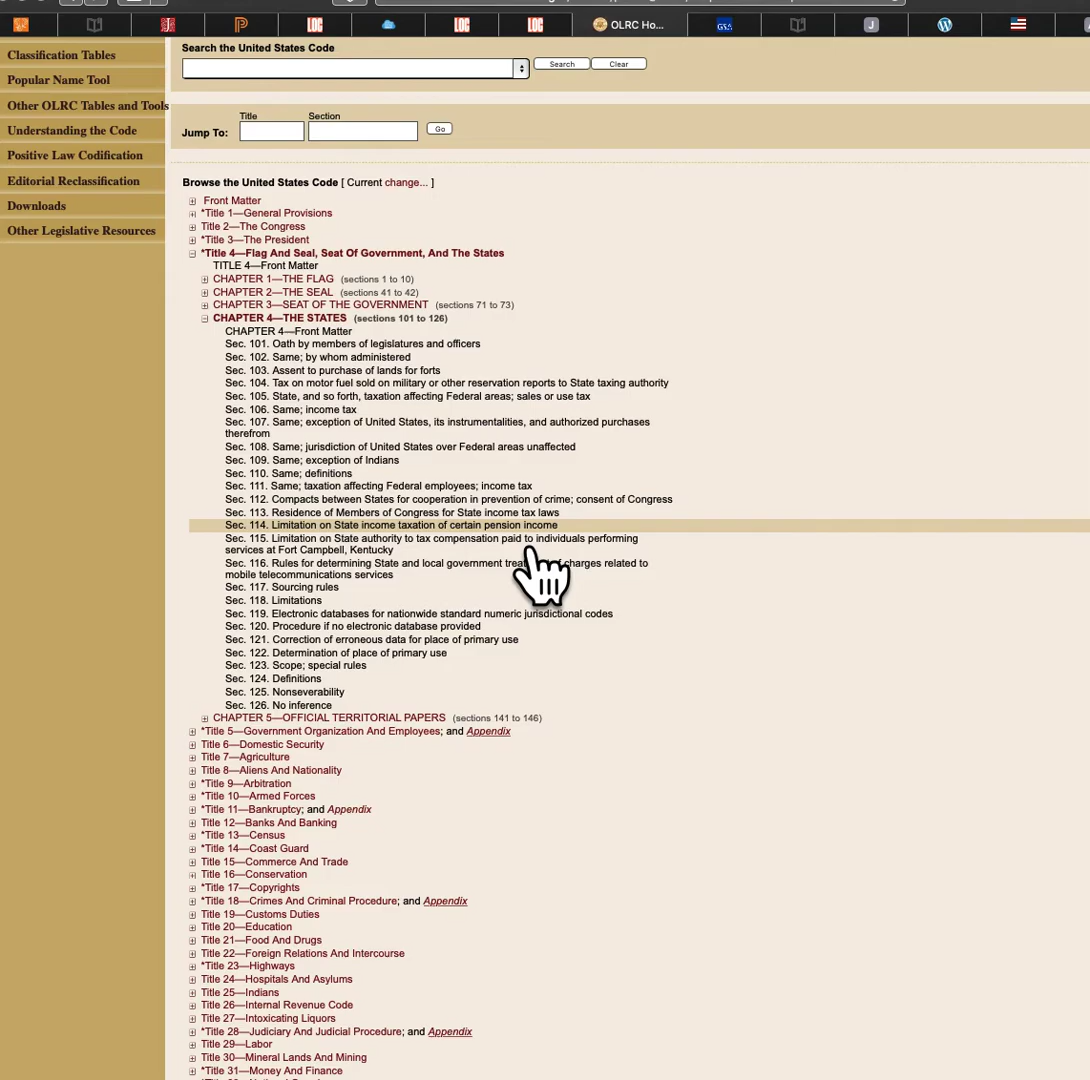 LOC
LOC
LOC
OLRC Ho...
GSA
J
Classification Tables
Popular Name Tool
Other OLRC Tables and Tools
Understanding the Code
Positive Law Codification
Editorial Reclassification
Downloads
Other Legislative Resources
Search the United States Code
Search
Clear
Title
Section
Jump To:
Go
Browse the United States Code [ Current change... ]
Front Matter
*Title 1—General Provisions
Title 2—The Congress
*Title 3—The President
*Title 4—Flag And Seal, Seat Of Government, And The States
TITLE 4—Front Matter
CHAPTER 1—THE FLAG (sections 1 to 10)
CHAPTER 2—THE SEAL (sections 41 to 42)
CHAPTER 3—SEAT OF THE GOVERNMENT (sections 71 to 73)
CHAPTER 4—THE STATES (sections 101 to 126)
CHAPTER 4—Front Matter
Sec. 101. Oath by members of legislatures and officers
Sec. 102. Same; by whom administered
Sec. 103. Assent to purchase of lands for forts
Sec. 104. Tax on motor fuel sold on military or other reservation reports to State taxing authority
Sec. 105. State, and so forth, taxation affecting Federal areas; sales or use tax
Sec. 106. Same; income tax
Sec. 107. Same; exception of United States, its instrumentalities, and authorized purchases
therefrom
Sec. 108. Same; jurisdiction of United States over Federal areas unaffected
Sec. 109. Same; exception of Indians
Sec. 110. Same; definitions
Sec. 111. Same; taxation affecting Federal employees; income tax
Sec. 112. Compacts between States for cooperation in prevention of crime; consent of Congress
Sec. 113. Residence of Members of Congress for State income tax laws
Sec. 114. Limitation on State income taxation of certain pension income
Sec. 115. Limitation on State authority to tax compensation paid to individuals performing
services at Fort Campbell, Kentucky
Sec. 116. Rules for determining State and local government of charges related to
mobile telecommunications services
Sec. 117. Sourcing rules
Sec. 118. Limitations
Sec. 119. Electronic databases for nationwide standard numeric jurisdictional codes
Sec. 120. Procedure if no electronic database provided
Sec. 121. Correction of erroneous data for place of primary use
Sec. 122. Determination of place of primary use
Sec. 123. Scope; special rules
Sec. 124. Definitions
Sec. 125. Nonseverability
Sec. 126. No inference
CHAPTER 5—OFFICIAL TERRITORIAL PAPERS (sections 141 to 146)
*Title 5—Government Organization And Employees; and Appendix
Title 6—Domestic Security
Title 7—Agriculture
Title 8—Aliens And Nationality
*Title 9—Arbitration
*Title 10—Armed Forces
*Title 11—Bankruptcy; and Appendix
Title 12—Banks And Banking
*Title 13—Census
*Title 14—Coast Guard
Title 15—Commerce And Trade
Title 16—Conservation
*Title 17—Copyrights
*Title 18—Crimes And Criminal Procedure; and Appendix
Title 19—Customs Duties
Title 20—Education
Title 21—Food And Drugs
Title 22—Foreign Relations And Intercourse
*Title 23—Highways
Title 24—Hospitals And Asylums
Title 25—Indians
Title 26—Internal Revenue Code
Title 27—Intoxicating Liquors
*Title 28—Judiciary And Judicial Procedure; and Appendix
Title 29—Labor
Title 30—Mineral Lands And Mining
*Title 31—Money And Finance